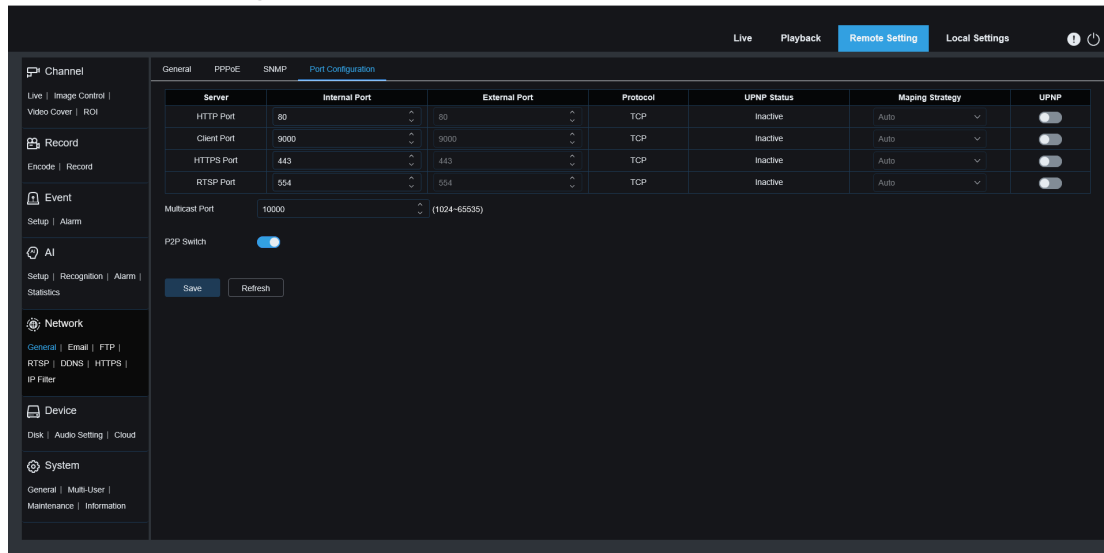 Live Playback Remote Setting Local Settings
Channel
Live | Image Control |
Video Cover | ROI
Record
Encode | Record
Event
Setup | Alarm
AI
Setup | Recognition | Alarm |
Statistics
Network
General | Email | FTP |
RTSP | DDNS | HTTPS |
IP Filter
Device
Disk | Audio Setting | Cloud
System
General | Multi-User |
Maintenance | Information
General PPPoE SNMP Port Configuration
Server Internal Port External Port Protocol UPNP Status Maping Strategy UPNP
HTTP Port 80 80 TCP Inactive Auto
Client Port 9000 9000 TCP Inactive Auto
HTTPS Port 443 443 TCP Inactive Auto
RTSP Port 554 554 TCP Inactive Auto
Multicast Port 10000 (1024~65535)
P2P Switch
Save Refresh